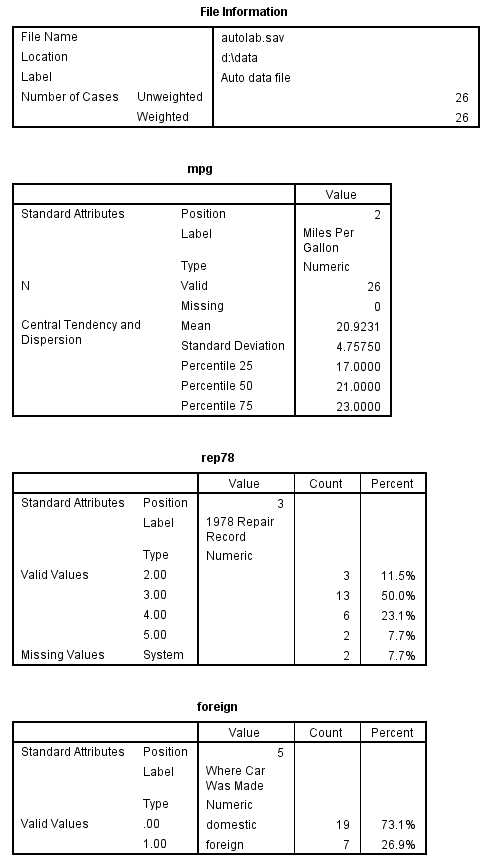 File Information
File Name autolab.sav
Location d:\data
Label Auto data file
Number of Cases Unweighted 26
Weighted 26
mpg
Value
Standard Attributes Position 2
Label Miles Per
Gallon
Type Numeric
N Valid 26
Missing 0
Central Tendency and Mean 20.9231
Dispersion Standard Deviation 4.75750
Percentile 25 17.0000
Percentile 50 21.0000
Percentile 75 23.0000
rep78
Value Count Percent
Standard Attributes Position 3
Label 1978 Repair
Record
Type Numeric
Valid Values 2.00 3 11.5%
3.00 13 50.0%
4.00 6 23.1%
5.00 2 7.7%
Missing Values System 2 7.7%
foreign
Value Count Percent
Standard Attributes Position 5
Label Where Car
Was Made
Type Numeric
Valid Values .00 domestic 19 73.1%
1.00 foreign 7 26.9%